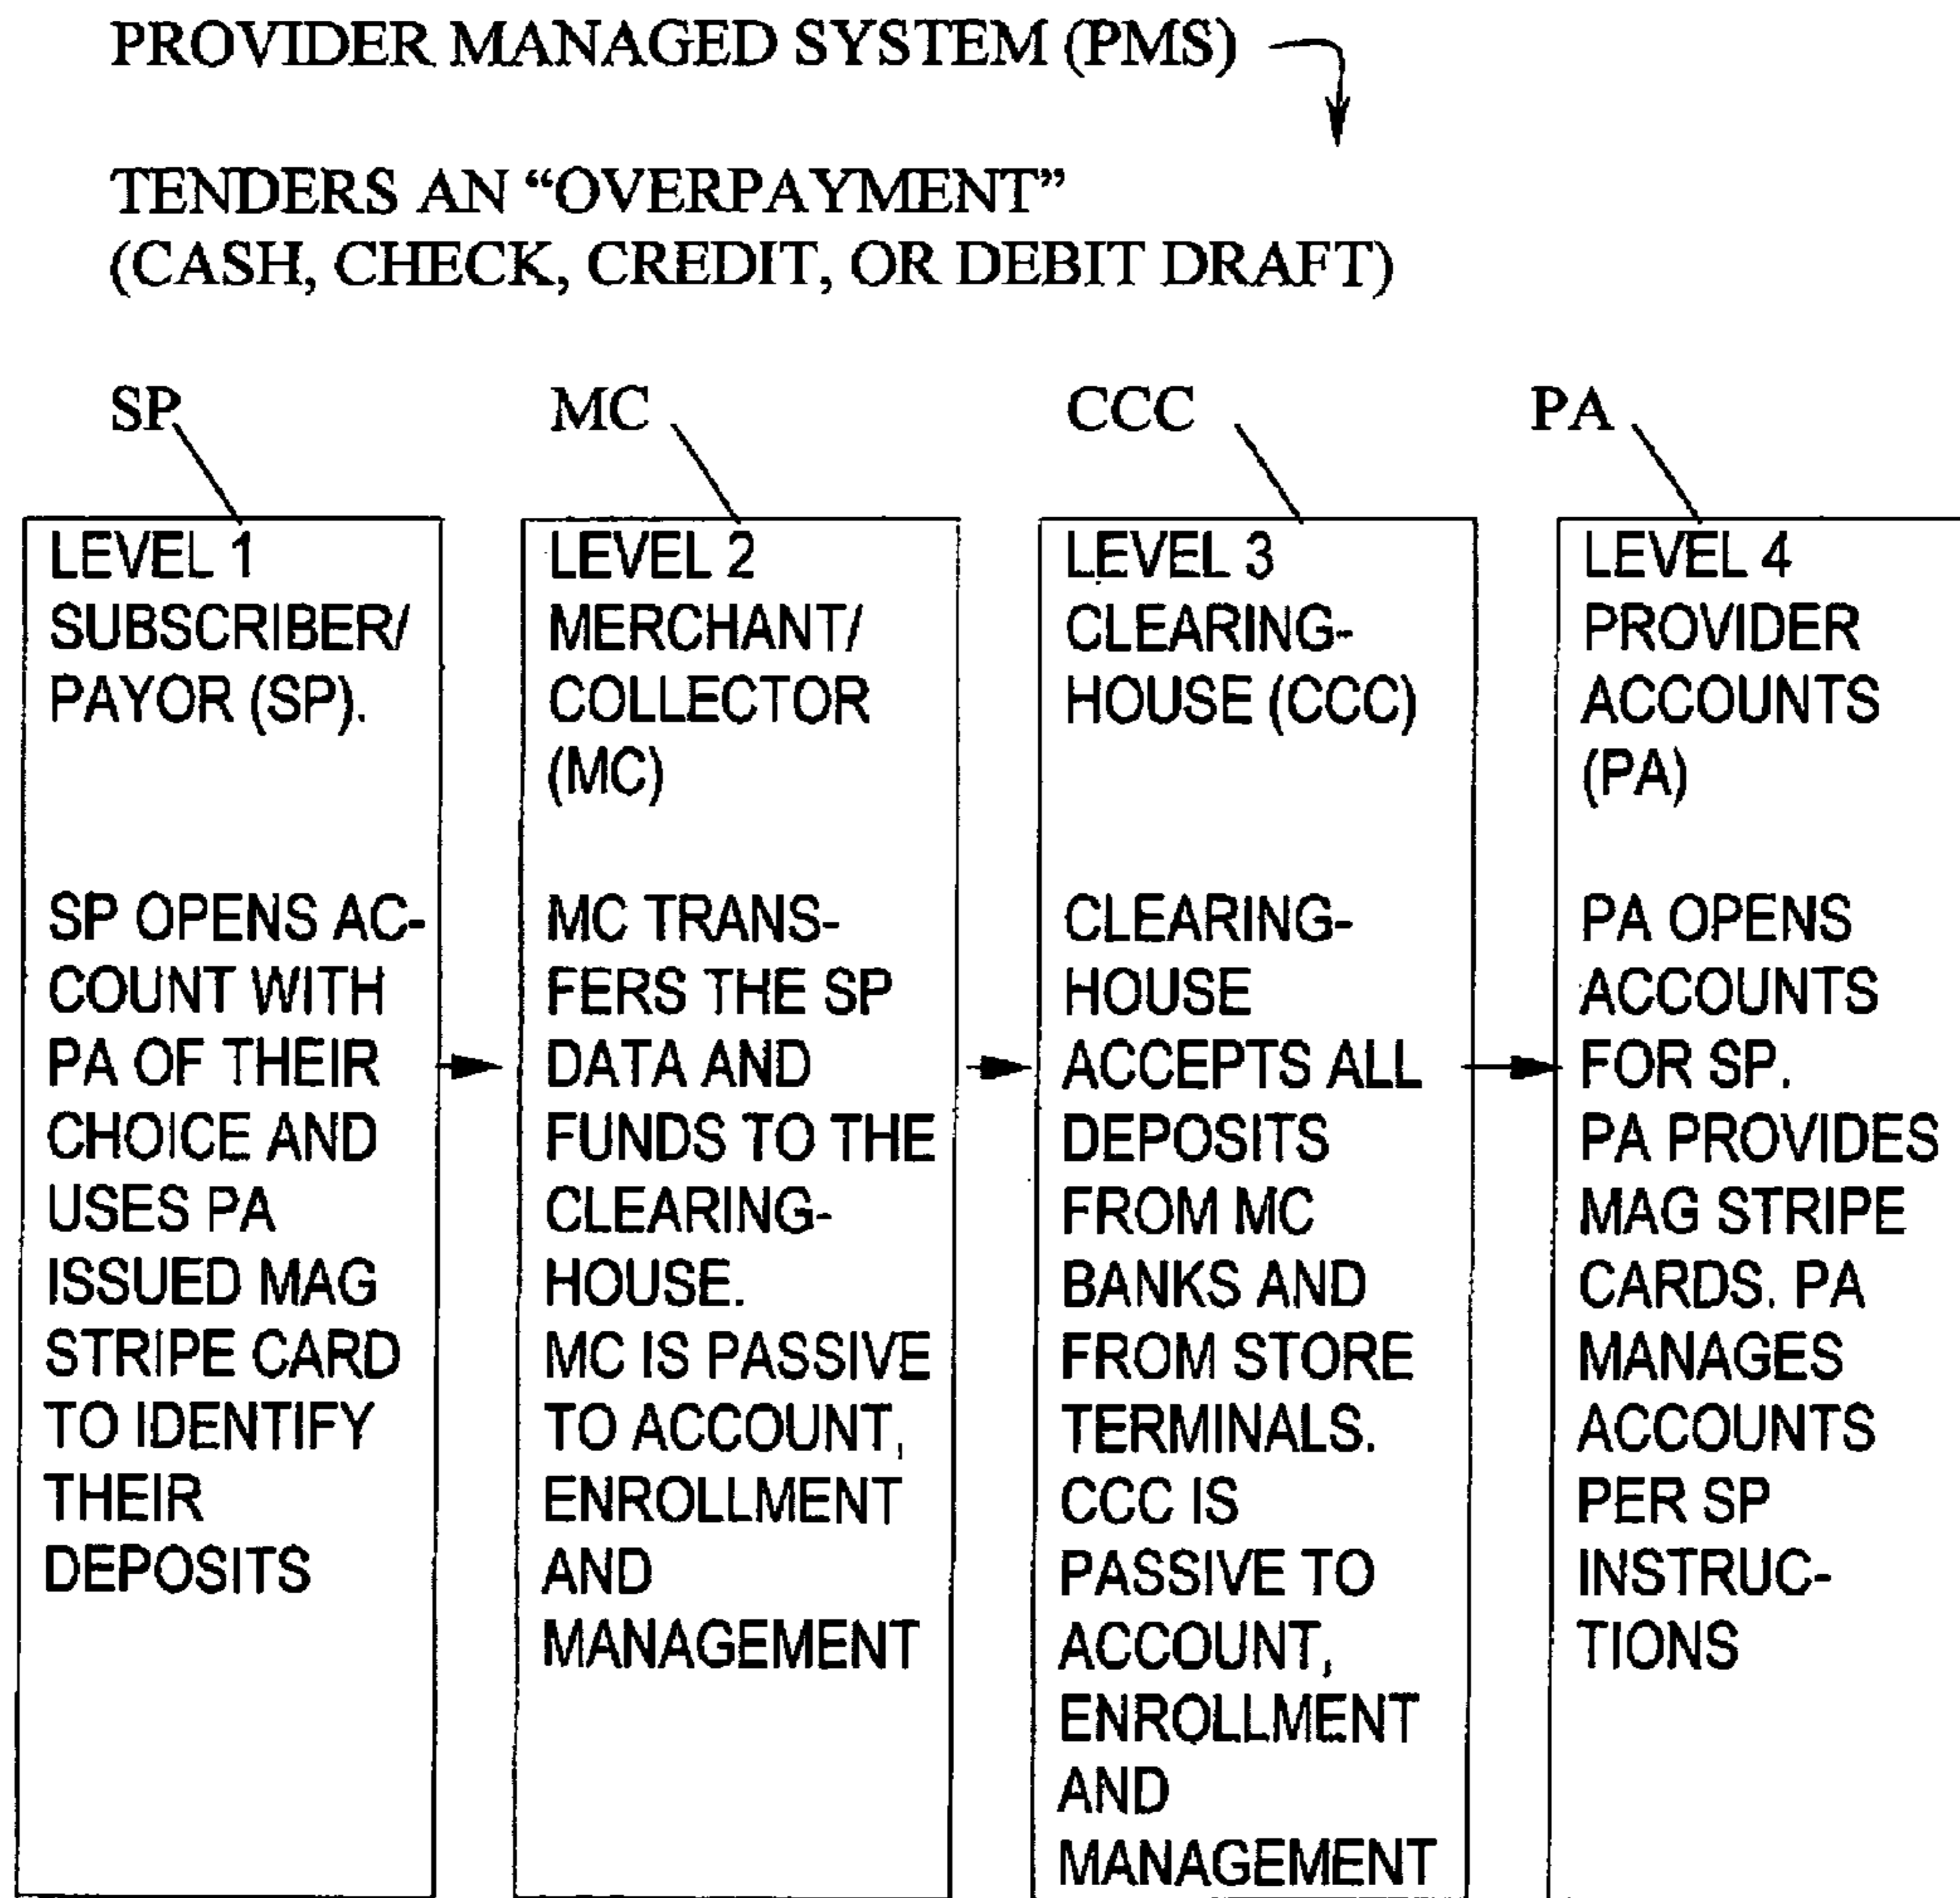 PROVIDER MANAGED SYSTEM (PMS)
TENDERS AN “OVERPAYMENT”
(CASH, CHECK, CREDIT, OR DEBIT DRAFT)
SP
MC
CCC
PA
LEVEL 1
SUBSCRIBER/
PAYOR (SP).
SP OPENS AC-
COUNT WITH
PA OF THEIR
CHOICE AND
USES PA
ISSUED MAG
STRIPE CARD
TO IDENTIFY
THEIR
DEPOSITS
LEVEL 2
MERCHANT/
COLLECTOR
(MC)
MC TRANS-
FERS THE SP
DATA AND
FUNDS TO THE
CLEARING-
HOUSE.
MC IS PASSIVE
TO ACCOUNT,
ENROLLMENT
AND
MANAGEMENT
LEVEL 3
CLEARING-
HOUSE (CCC)
CLEARING-
HOUSE
ACCEPTS ALL
DEPOSITS
FROM MC
BANKS AND
FROM STORE
TERMINALS.
CCC IS
PASSIVE TO
ACCOUNT,
ENROLLMENT
AND
MANAGEMENT
LEVEL 4
PROVIDER
ACCOUNTS
(PA)
PA OPENS
ACCOUNTS
FOR SP.
PA PROVIDES
MAG STRIPE
CARDS. PA
MANAGES
ACCOUNTS
PER SP
INSTRUC-
TIONS